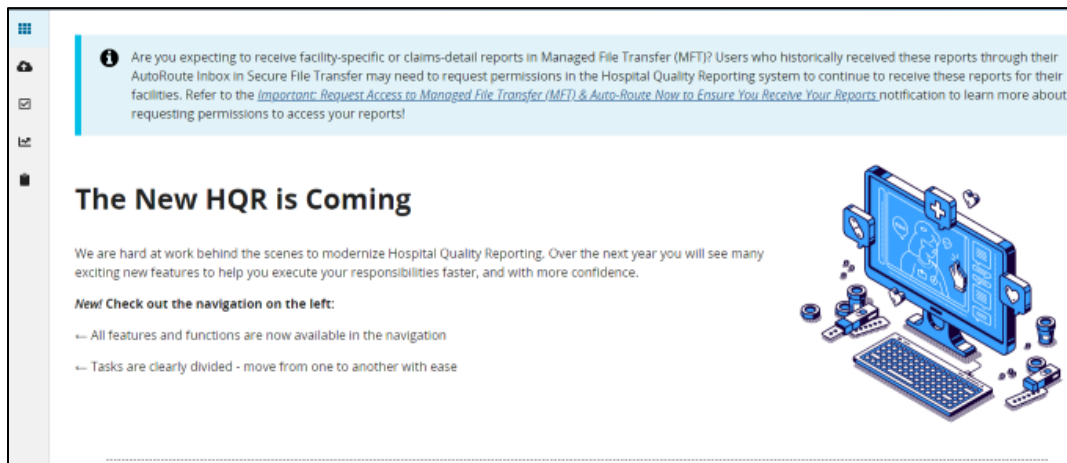 Are you expecting to receive facility-specific or claims-detail reports in Managed File Transfer (MFT)? Users who historically received these reports through their
AutoRoute Inbox in Secure File Transfer may need to request permissions in the Hospital Quality Reporting system to continue to receive these reports for their
facilities. Refer to the Important: Request Access to Managed File Transfer (MFT) & Auto-Route Now to Ensure You Receive Your Reports notification to learn more about
requesting permissions to access your reports!
The New HQR is Coming
We are hard at work behind the scenes to modernize Hospital Quality Reporting. Over the next year you will see many
exciting new features to help you execute your responsibilities faster, and with more confidence.
New! Check out the navigation on the left:
← All features and functions are now available in the navigation
← Tasks are clearly divided - move from one to another with ease